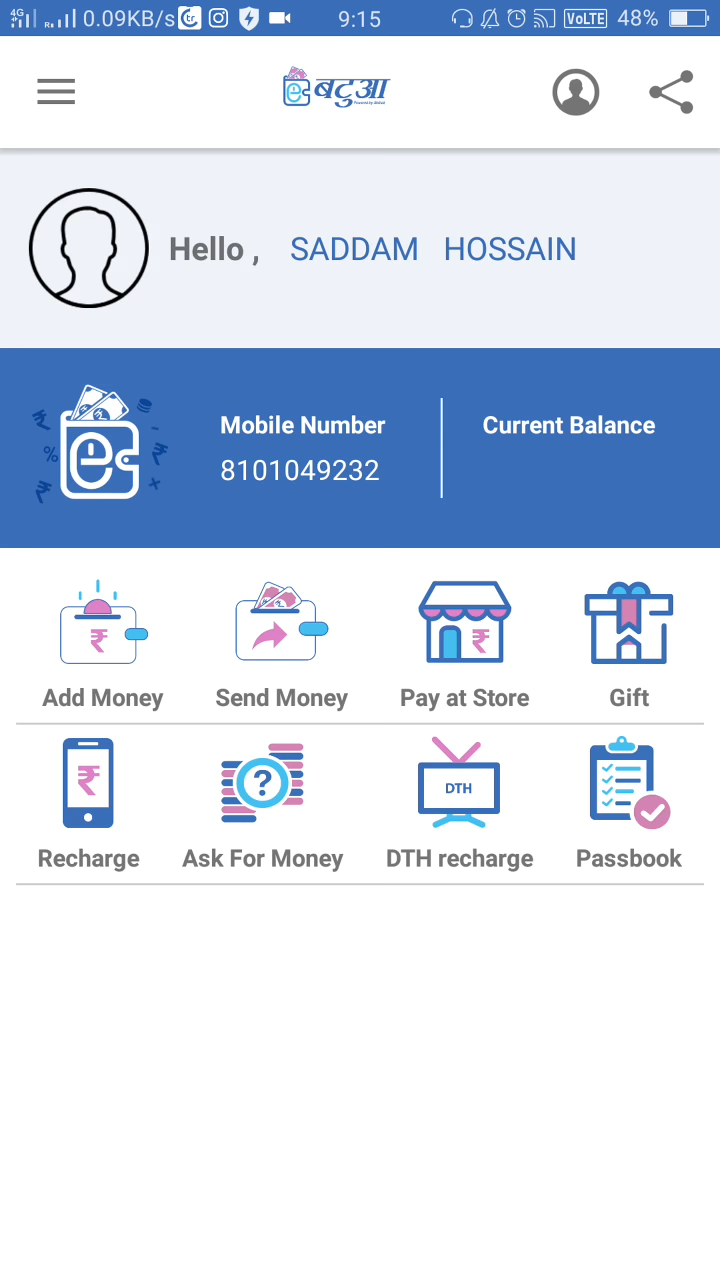 4G R 0.09KB/s tr 9:15 VoLTE 48%
e बटुआ
Hello , SADDAM HOSSAIN
Mobile Number Current Balance
8101049232
Add Money Send Money Pay at Store Gift
DTH
Recharge Ask For Money DTH recharge Passbook